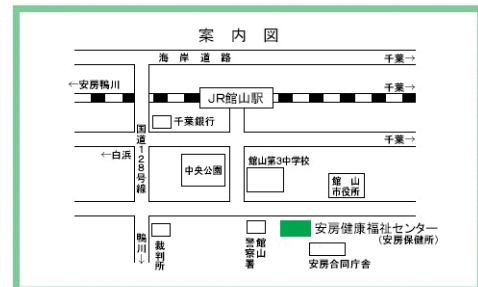 案内図
海岸道路
千葉→
←安房鴨川
千葉→
JR館山駅
千葉銀行
国道128号線
千葉→
←白浜
中央公園
館山第3中学校
館山
市役所
鴨川↓
裁判所
館山
警察署
安房健康福祉センター
(安房保健所)
安房合同庁舎